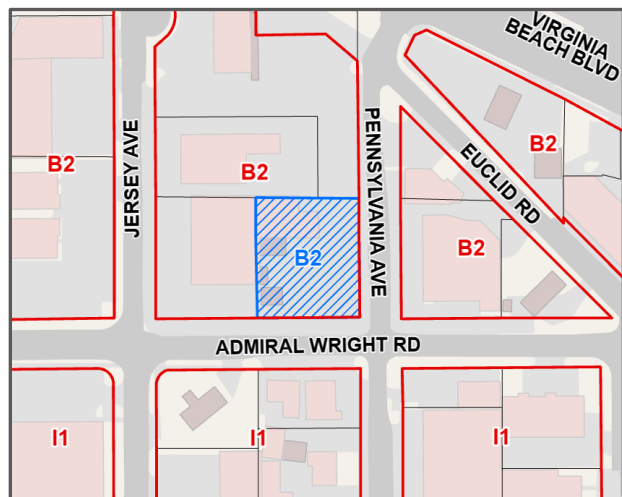 VIRGINIA
BEACH BLVD
JERSEY AVE
PENNSYLVANIA AVE
EUCLID RD
B2
B2
B2
B2
B2
ADMIRAL WRIGHT RD
I1
I1
I1